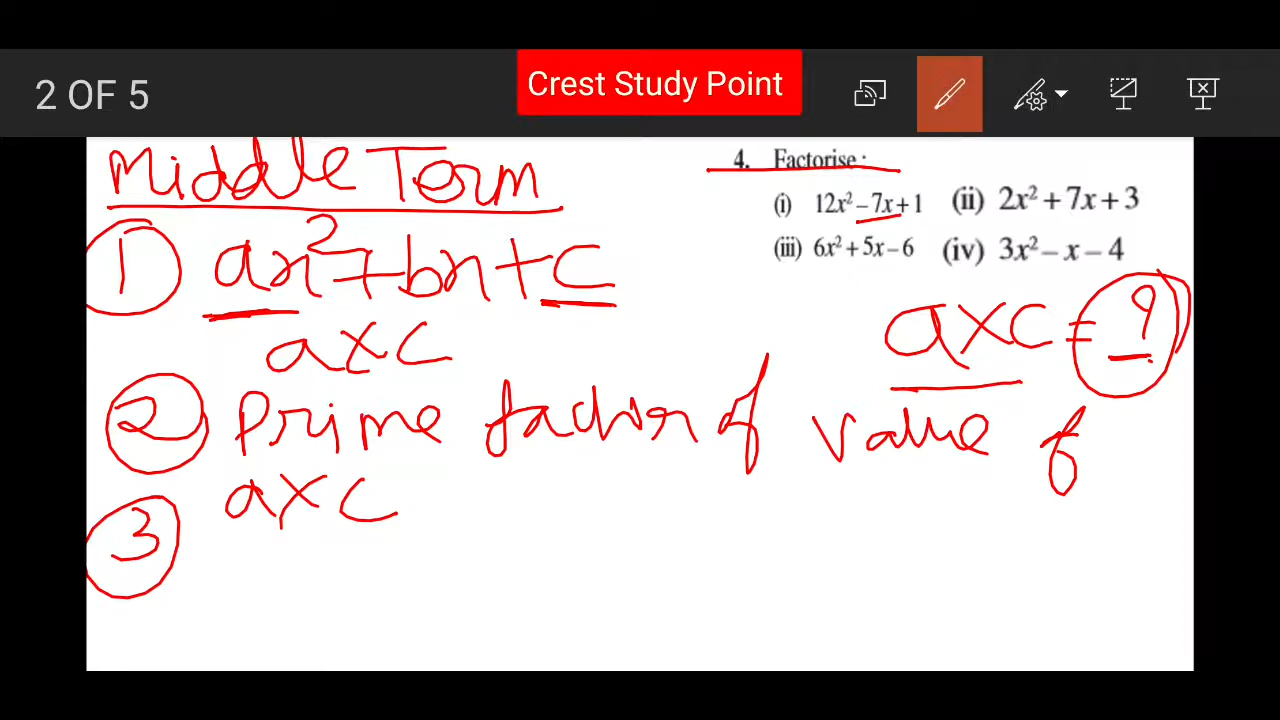 2 OF 5
Crest Study Point
Middle Term
4. Factorise :
(i) 12x² – 7x + 1 (ii) 2x² + 7x + 3
(iii) 6x² + 5x – 6 (iv) 3x² – x – 4
① ax²+bx+c
a×c
a×c = ?
② Prime factor of value of
a×c
③